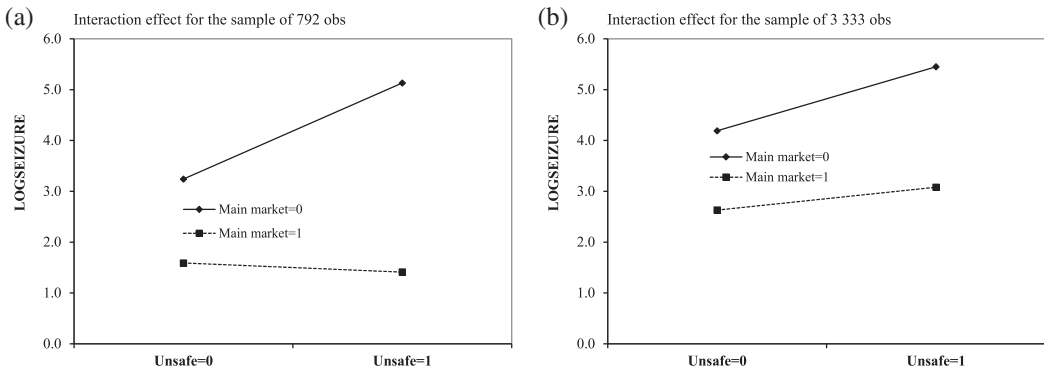 (a)
Interaction effect for the sample of 792 obs
6.0
5.0
4.0
3.0
2.0
1.0
0.0
LOGSEIZURE
Main market=0
Main market=1
Unsafe=0
Unsafe=1
(b)
Interaction effect for the sample of 3 333 obs
6.0
5.0
4.0
3.0
2.0
1.0
0.0
LOGSEIZURE
Main market=0
Main market=1
Unsafe=0
Unsafe=1